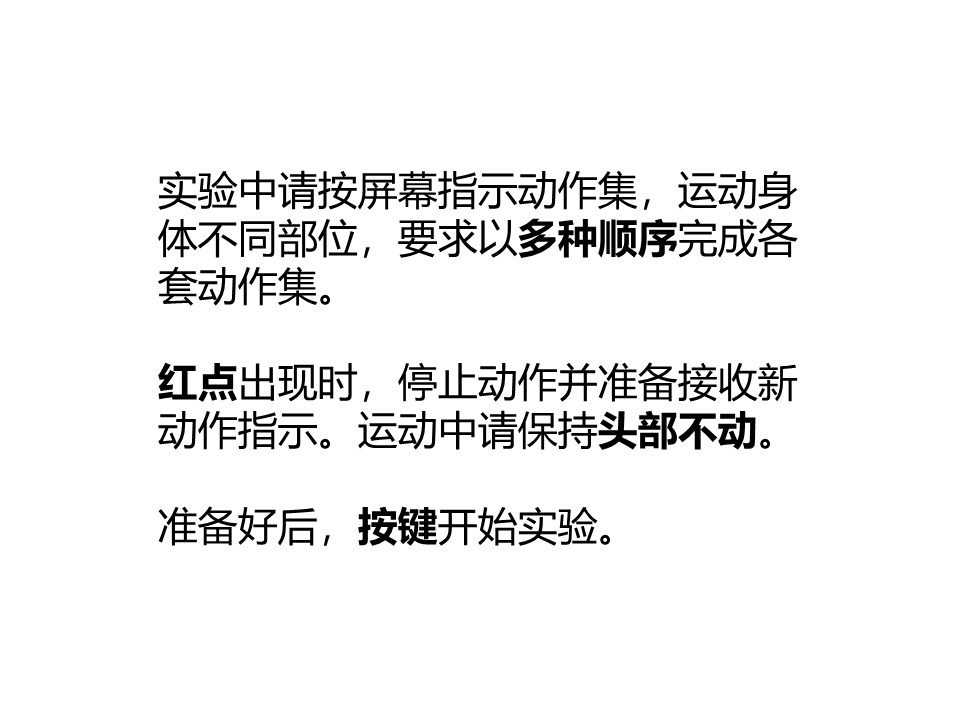 实验中请按屏幕指示动作集，运动身
体不同部位，要求以多种顺序完成各
套动作集。
红点出现时，停止动作并准备接收新
动作指示。运动中请保持头部不动。
准备好后，按键开始实验。